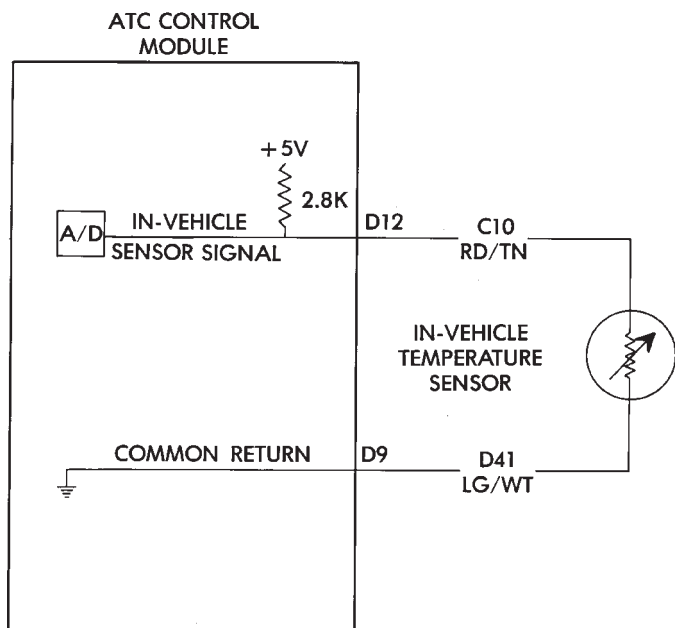 ATC CONTROL
MODULE
+5V
2.8K
A/D
IN-VEHICLE
SENSOR SIGNAL
D12
C10
RD/TN
IN-VEHICLE
TEMPERATURE
SENSOR
COMMON RETURN
D9
D41
LG/WT